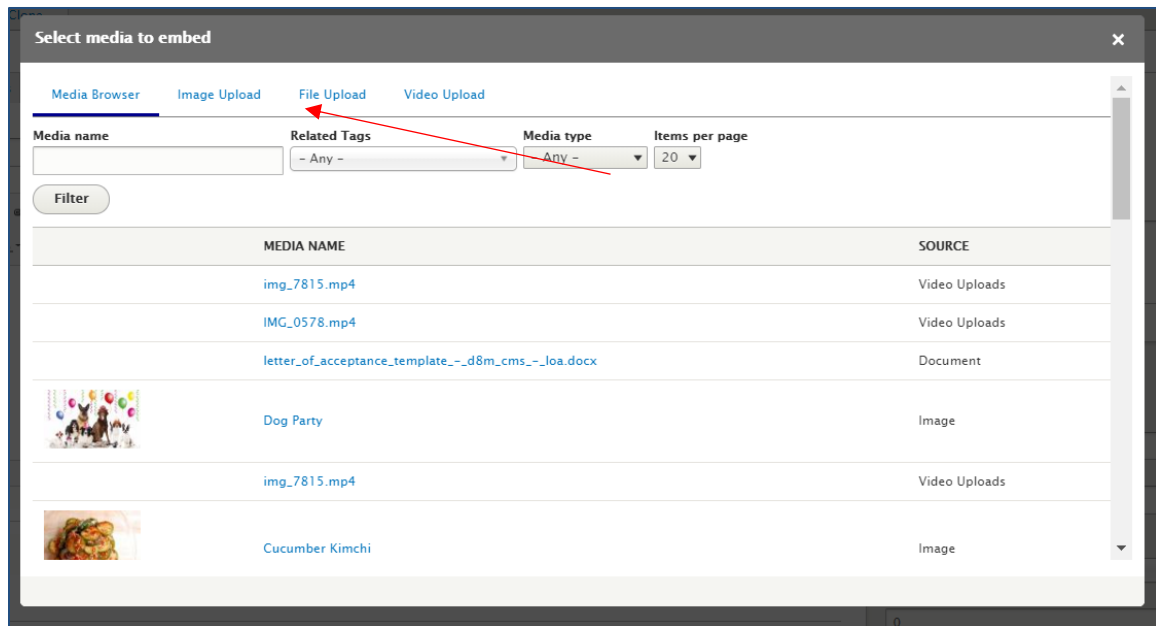 Select media to embed ×
Media Browser Image Upload File Upload Video Upload
Media name Related Tags Media type Items per page
- Any - - Any - 20
Filter
MEDIA NAME SOURCE
img_7815.mp4 Video Uploads
IMG_0578.mp4 Video Uploads
letter_of_acceptance_template_-_d8m_cms_-_loa.docx Document
Dog Party Image
img_7815.mp4 Video Uploads
Cucumber Kimchi Image
0